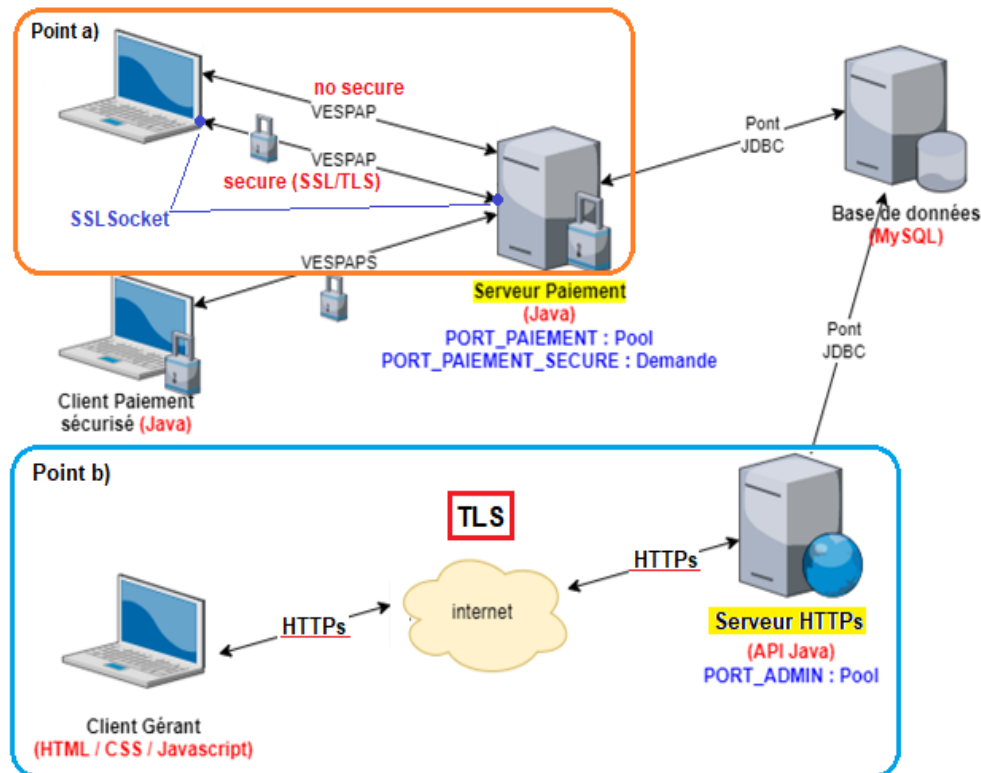 Point a)
no secure
VESPAP
VESPAP
secure (SSL/TLS)
SSLSocket
VESPAPS
Pont
JDBC
Base de données
(MySQL)
Serveur Paiement
(Java)
PORT_PAIEMENT : Pool
PORT_PAIEMENT_SECURE : Demande
Client Paiement
sécurisé (Java)
Pont
JDBC
Point b)
TLS
HTTPs
internet
HTTPs
Serveur HTTPs
(API Java)
PORT_ADMIN : Pool
Client Gérant
(HTML / CSS / Javascript)